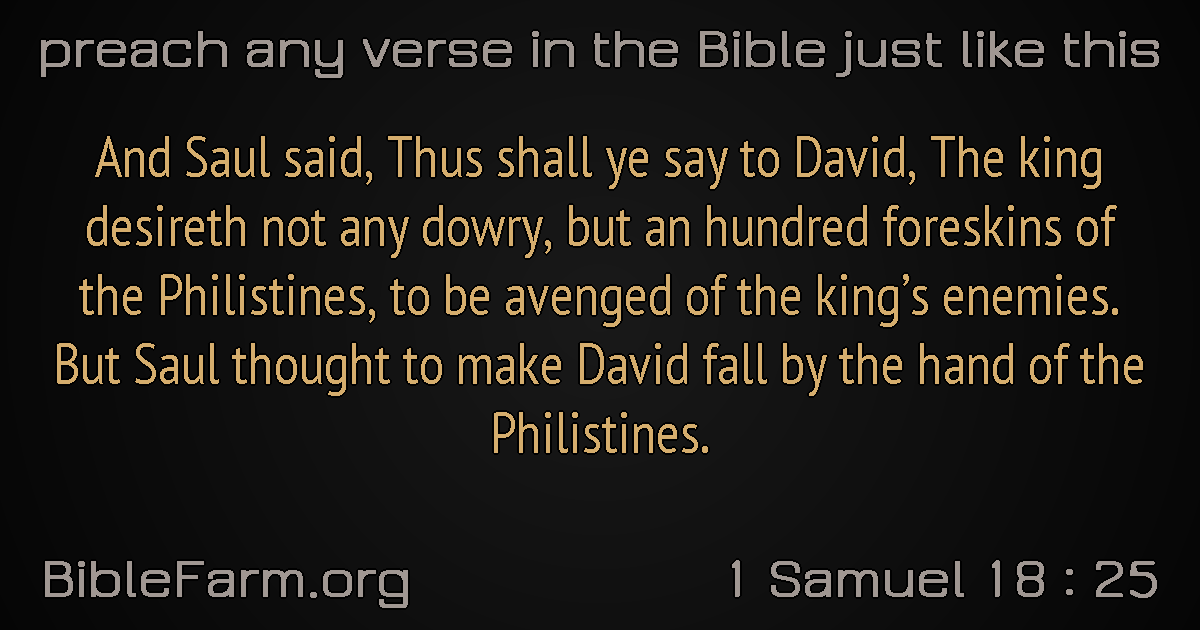 preach any verse in the Bible just like this
And Saul said, Thus shall ye say to David, The king
desireth not any dowry, but an hundred foreskins of
the Philistines, to be avenged of the king’s enemies.
But Saul thought to make David fall by the hand of the
Philistines.
BibleFarm.org
1 Samuel 18 : 25